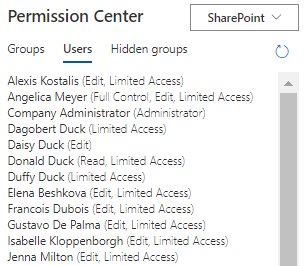 Permission Center
SharePoint
Groups Users Hidden groups
Alexis Kostalis (Edit, Limited Access)
Angelica Meyer (Full Control, Edit, Limited Access)
Company Administrator (Administrator)
Dagobert Duck (Limited Access)
Daisy Duck (Edit)
Donald Duck (Read, Limited Access)
Duffy Duck (Limited Access)
Elena Beshkova (Edit, Limited Access)
Francois Dubois (Edit, Limited Access)
Gustavo De Palma (Edit, Limited Access)
Isabelle Kloppenborgh (Edit, Limited Access)
Jenna Milton (Edit, Limited Access)